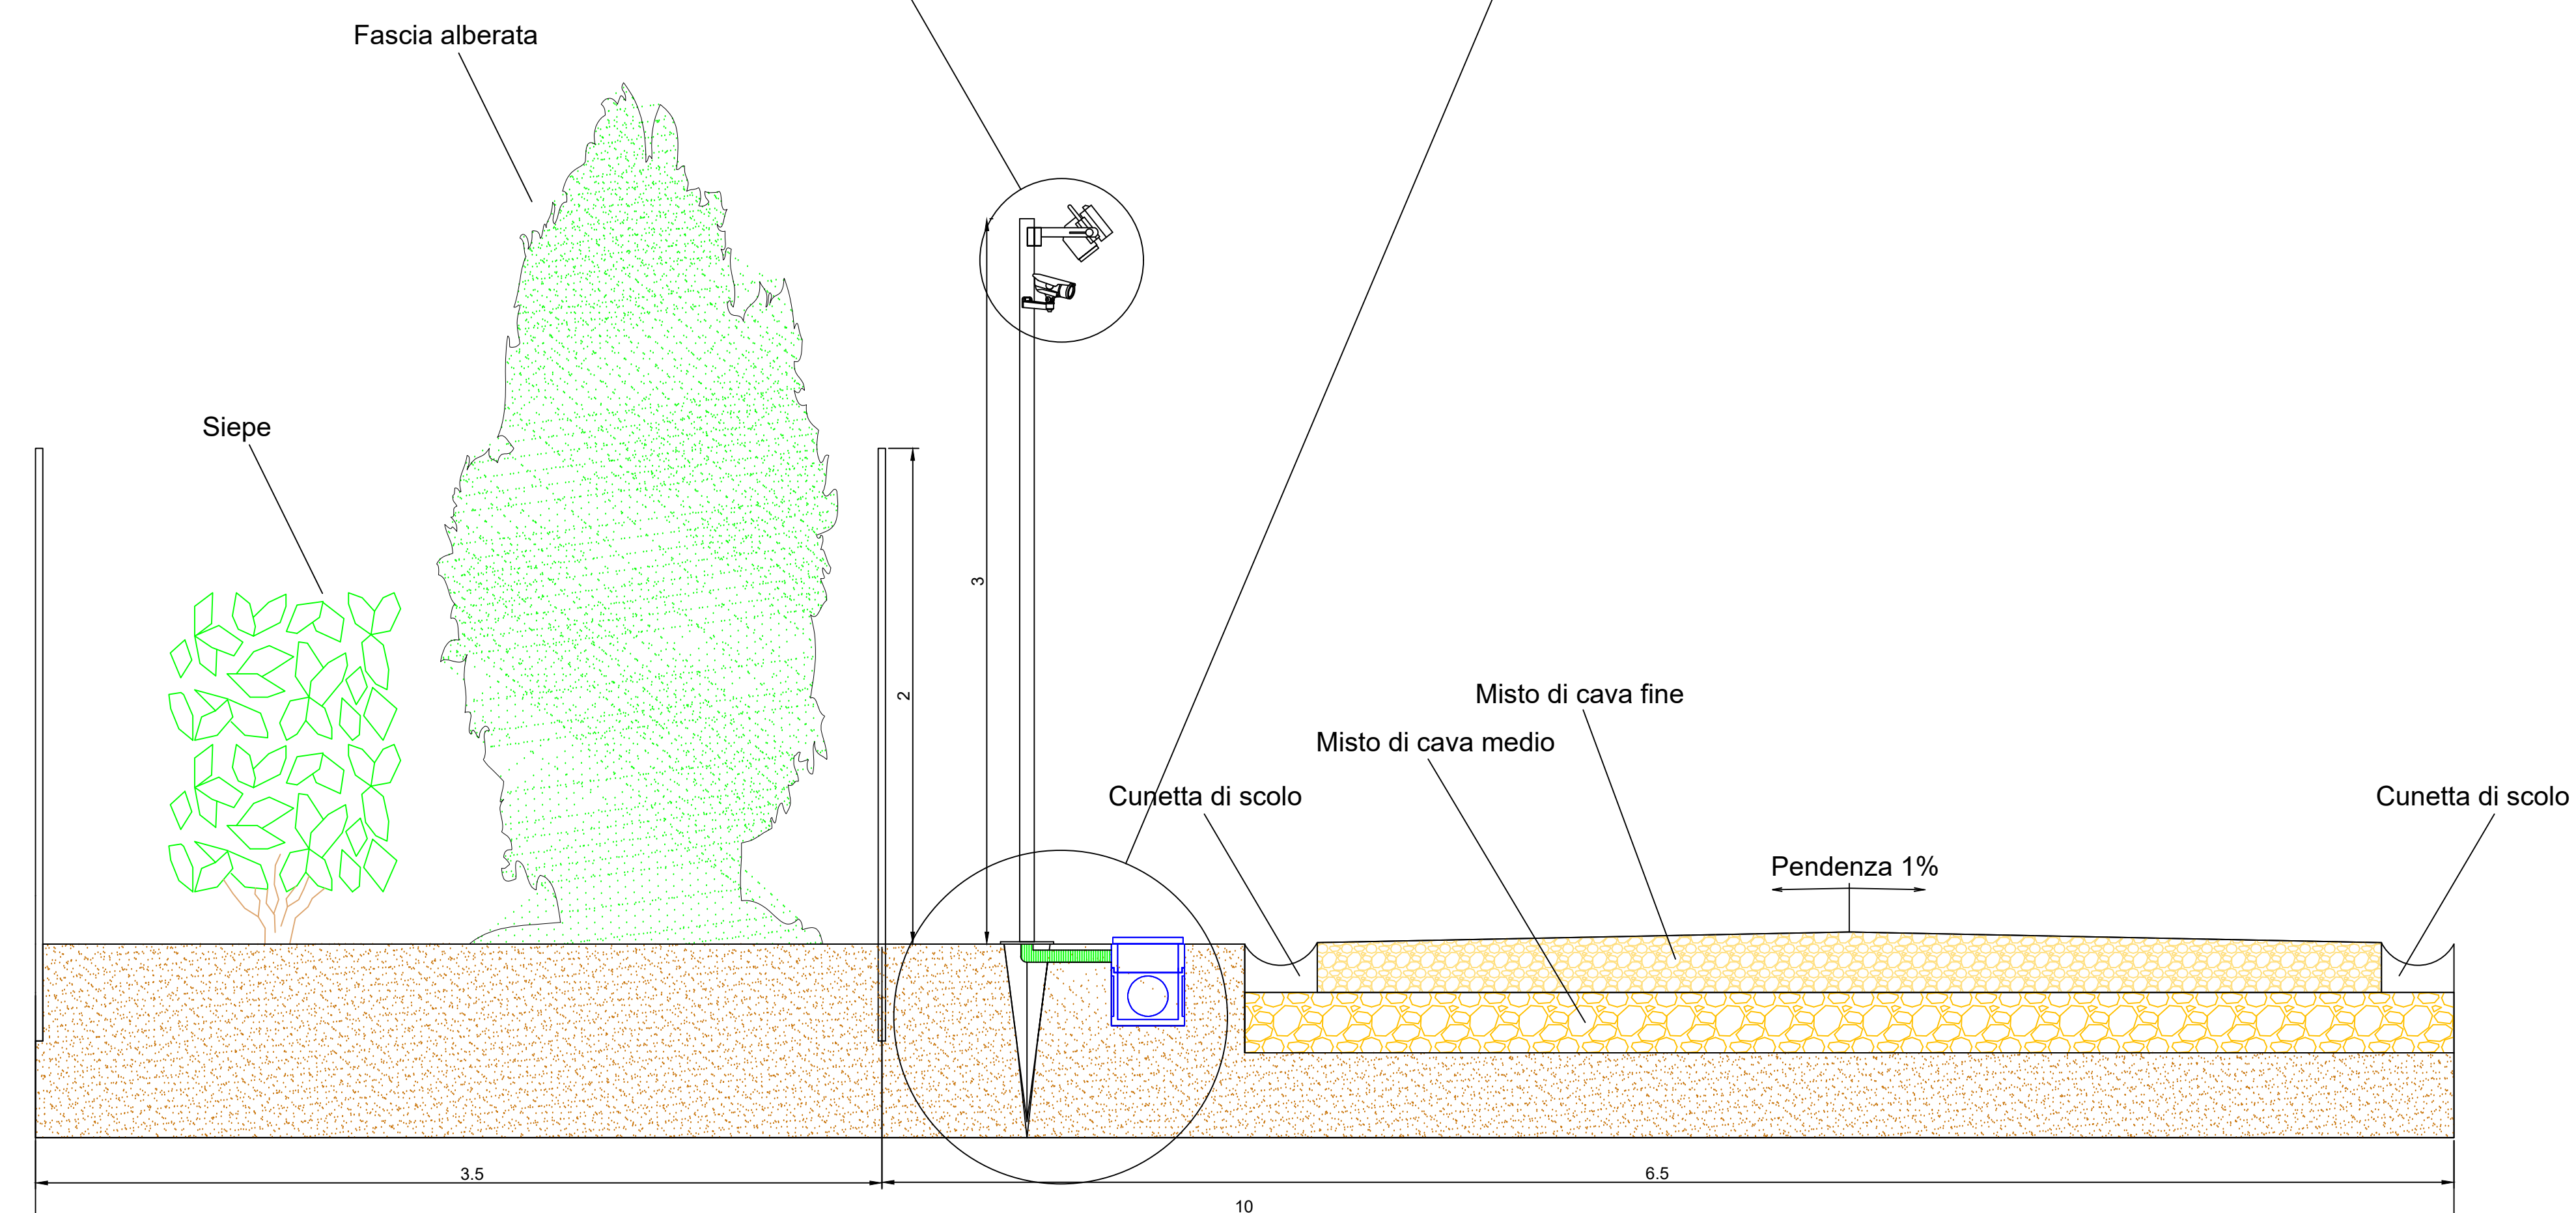 Fascia alberata
Siepe
3
2
Misto di cava fine
Misto di cava medio
Cunetta di scolo
Cunetta di scolo
Pendenza 1%
3.5
6.5
10